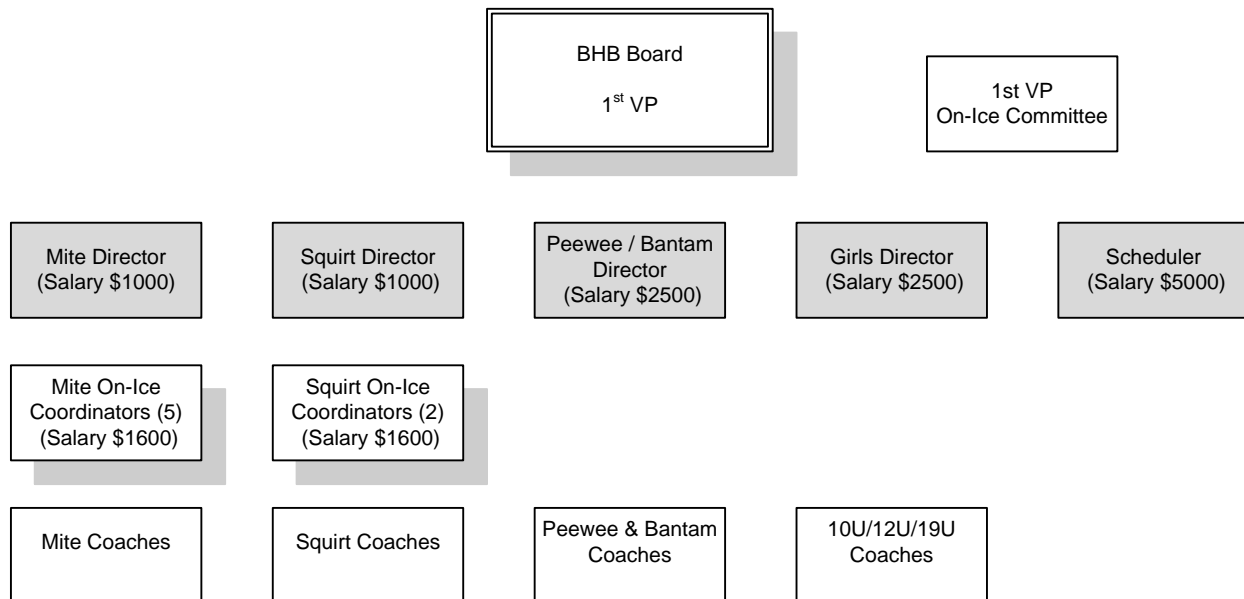 BHB Board
1st VP
1st VP
On-Ice Committee
Mite Director
(Salary $1000)
Squirt Director
(Salary $1000)
Peewee / Bantam
Director
(Salary $2500)
Girls Director
(Salary $2500)
Scheduler
(Salary $5000)
Mite On-Ice
Coordinators (5)
(Salary $1600)
Squirt On-Ice
Coordinators (2)
(Salary $1600)
Mite Coaches
Squirt Coaches
Peewee & Bantam
Coaches
10U/12U/19U
Coaches